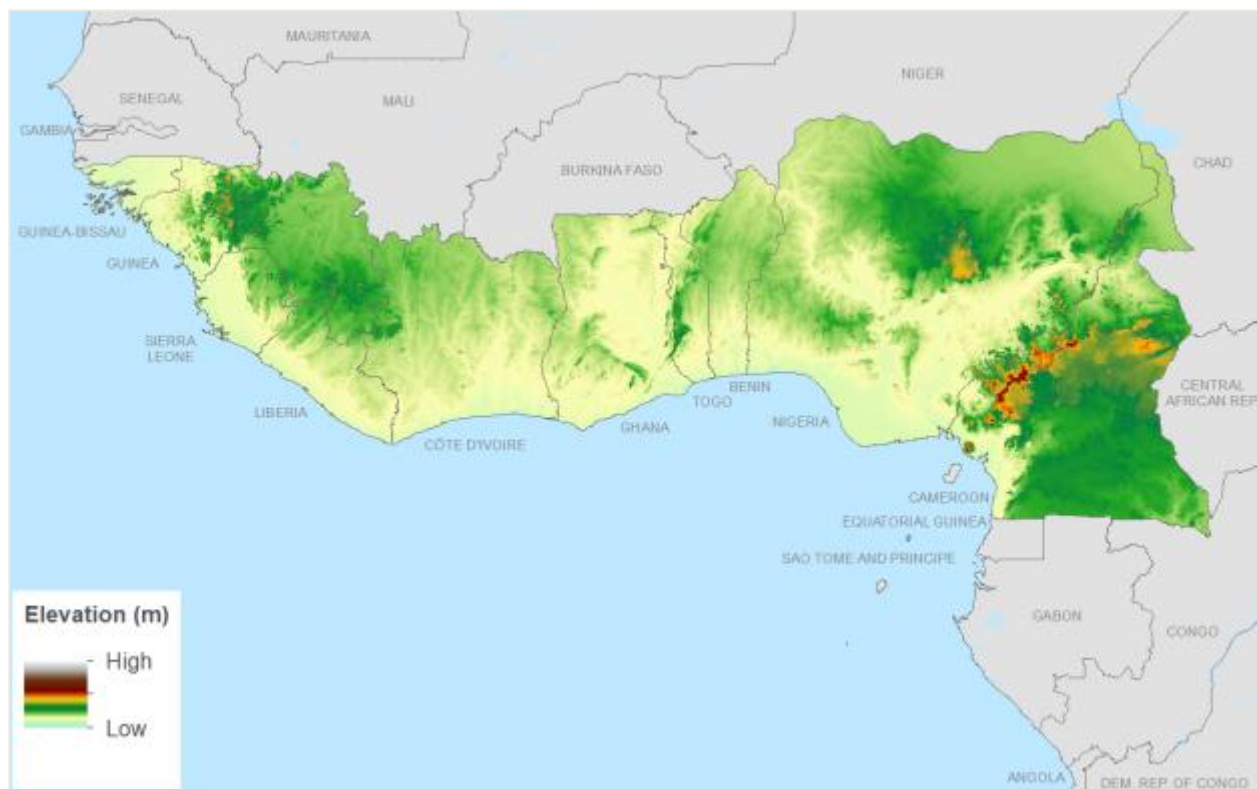 MAURITANIA
NIGER
SENEGAL
MALI
GAMBIA
CHAD
BURKINA FASO
GUINEA-BISSAU
GUINEA
SIERRA
LEONE
CENTRAL
AFRICAN REP
BENIN
TOGO
LIBERIA
GHANA
NIGERIA
CÔTE D'IVOIRE
CAMEROON
EQUATORIAL GUINEA
SAO TOME AND PRINCIPE
GABON
CONGO
ANGOLA
DEM. REP. OF CONGO
Elevation (m)
High
Low